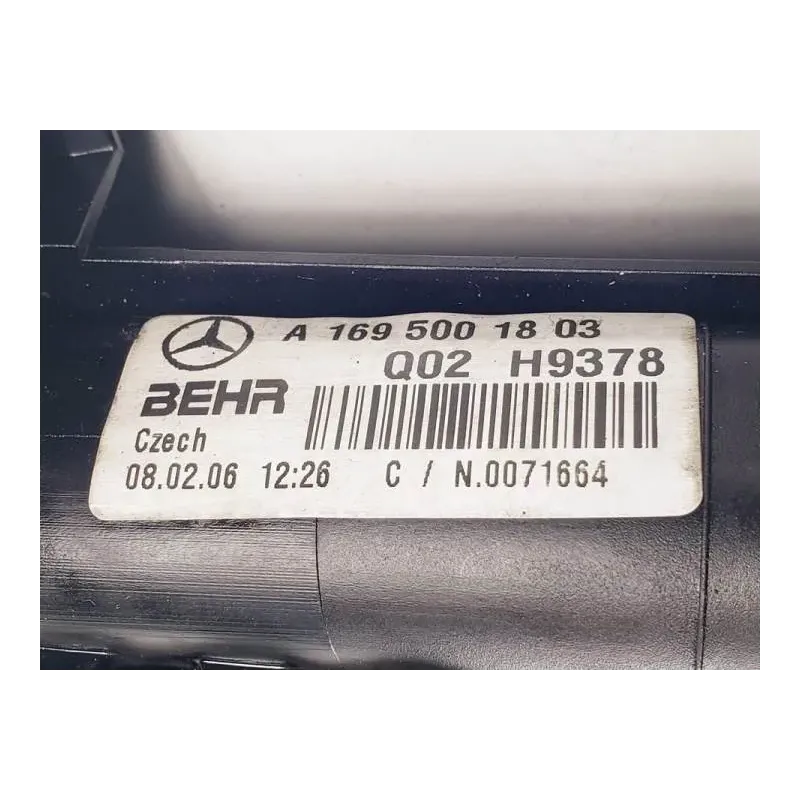 A 169 500 18 03
Q02 H9378
BEHR
Czech
08.02.06 12:26 C / N.0071664